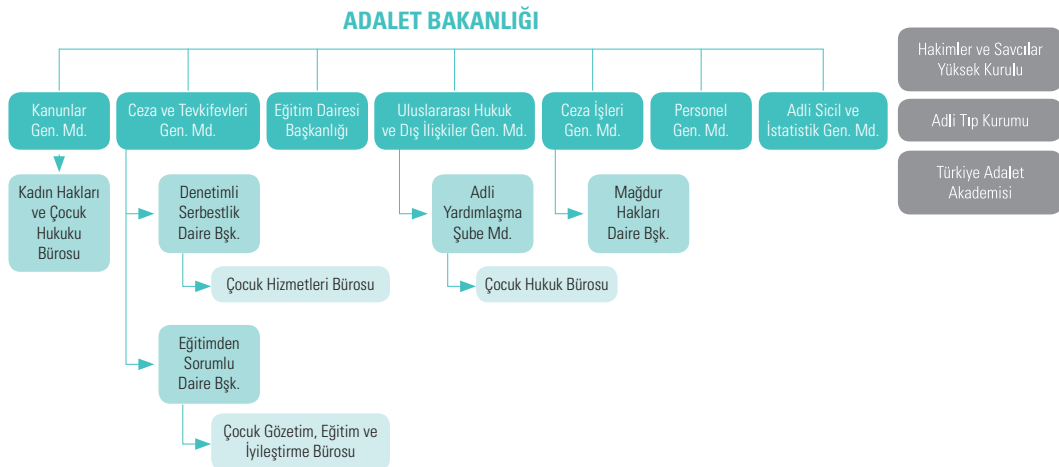 ADALET BAKANLIĞI
Hakimler ve Savcılar
Yüksek Kurulu
Adli Tıp Kurumu
Türkiye Adalet
Akademisi
Kanunlar
Gen. Md.
Ceza ve Tevkifevleri
Gen. Md.
Eğitim Dairesi
Başkanlığı
Uluslararası Hukuk
ve Dış İlişkiler Gen. Md.
Ceza İşleri
Gen. Md.
Personel
Gen. Md.
Adli Sicil ve
İstatistik Gen. Md.
Kadın Hakları
ve Çocuk
Hukuku
Bürosu
Denetimli
Serbestlik
Daire Bşk.
Adli
Yardımlaşma
Şube Md.
Mağdur
Hakları
Daire Bşk.
Çocuk Hizmetleri Bürosu
Çocuk Hukuk Bürosu
Eğitimden
Sorumlu
Daire Bşk.
Çocuk Gözetim, Eğitim ve
İyileştirme Bürosu